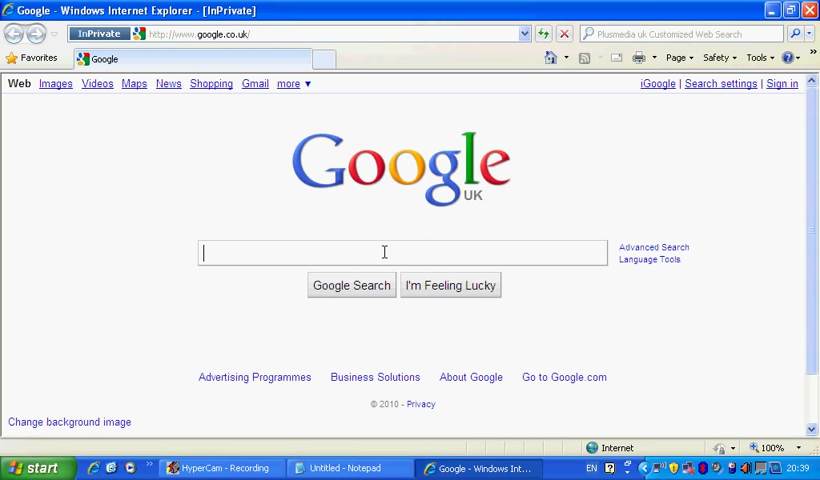 Google - Windows Internet Explorer - [InPrivate]
InPrivate http://www.google.co.uk/ Plusmedia uk Customized Web Search
Favorites Google Page Safety Tools
Web Images Videos Maps News Shopping Gmail more ▼ iGoogle | Search settings | Sign in
Google
UK
Advanced Search
Language Tools
Google Search I'm Feeling Lucky
Advertising Programmes Business Solutions About Google Go to Google.com
© 2010 - Privacy
Change background image
Internet 100%
start HyperCam - Recording Untitled - Notepad Google - Windows Int... EN 20:39